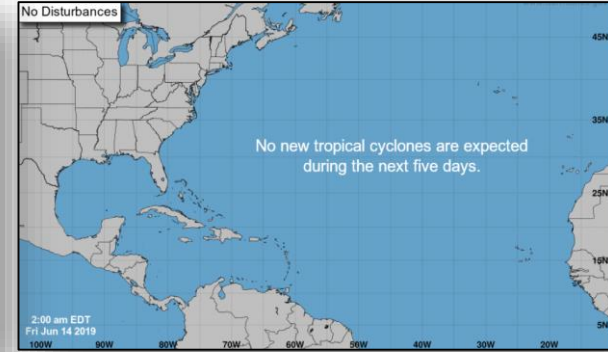 No Disturbances
45N
35N
No new tropical cyclones are expected
during the next five days.
25N
15N
2:00 am EDT
Fri Jun 14 2019
5N
100W 90W 80W 70W 60W 50W 40W 30W 20W